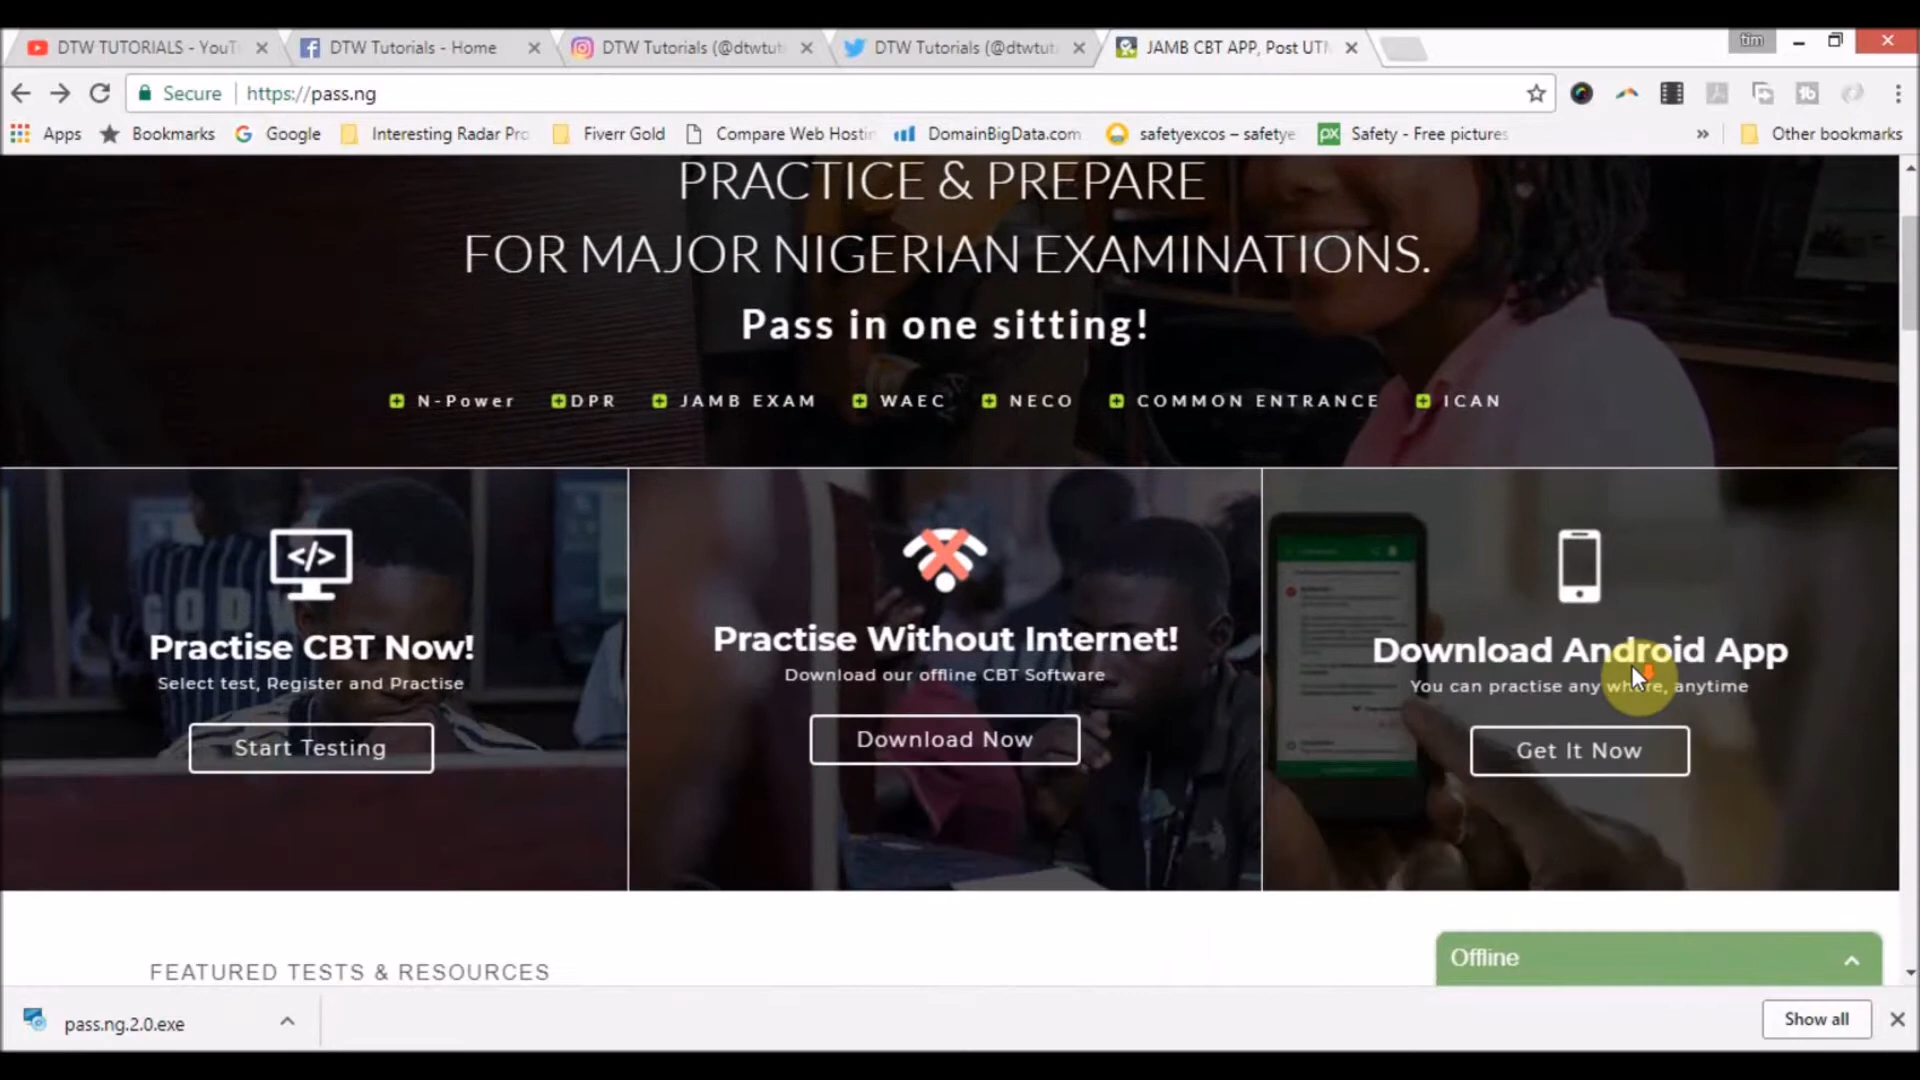 DTW TUTORIALS - YouT
DTW Tutorials - Home
DTW Tutorials (@dtwtut
DTW Tutorials (@dtwtut
JAMB CBT APP, Post UTM
tim
Secure
https://pass.ng
Apps
Bookmarks
Google
Interesting Radar Pro
Fiverr Gold
Compare Web Hostin
DomainBigData.com
safetyexcos – safetye
Safety - Free pictures
»
Other bookmarks
PRACTICE & PREPARE
FOR MAJOR NIGERIAN EXAMINATIONS.
Pass in one sitting!
N-Power
DPR
JAMB EXAM
WAEC
NECO
COMMON ENTRANCE
ICAN
</>
Practise CBT Now!
Select test, Register and Practise
Start Testing
Practise Without Internet!
Download our offline CBT Software
Download Now
Download Android App
You can practise any where, anytime
Get It Now
FEATURED TESTS & RESOURCES
Offline
pass.ng.2.0.exe
Show all